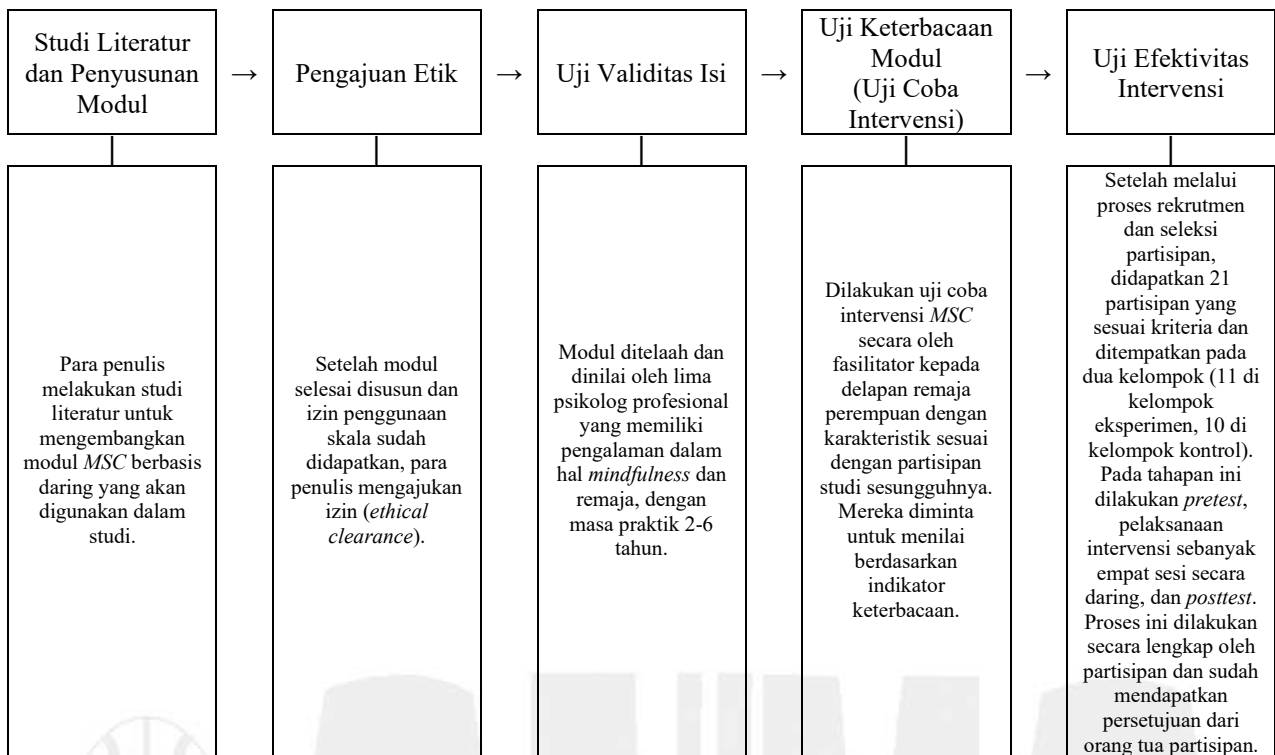 Studi Literatur
dan Penyusunan
Modul
→
Pengajuan Etik
→
Uji Validitas Isi
→
Uji Keterbacaan
Modul
(Uji Coba
Intervensi)
→
Uji Efektivitas
Intervensi
Para penulis
melakukan studi
literatur untuk
mengembangkan
modul MSC berbasis
daring yang akan
digunakan dalam
studi.
Setelah modul
selesai disusun dan
izin penggunaan
skala sudah
didapatkan, para
penulis mengajukan
izin (ethical
clearance).
Modul ditelaah dan
dinilai oleh lima
psikolog profesional
yang memiliki
pengalaman dalam
hal mindfulness dan
remaja, dengan
masa praktik 2-6
tahun.
Dilakukan uji coba
intervensi MSC
secara oleh
fasilitator kepada
delapan remaja
perempuan dengan
karakteristik sesuai
dengan partisipan
studi sesungguhnya.
Mereka diminta
untuk menilai
berdasarkan
indikator
keterbacaan.
Setelah melalui
proses rekrutmen
dan seleksi
partisipan,
didapatkan 21
partisipan yang
sesuai kriteria dan
ditempatkan pada
dua kelompok (11 di
kelompok
eksperimen, 10 di
kelompok kontrol).
Pada tahapan ini
dilakukan pretest,
pelaksanaan
intervensi sebanyak
empat sesi secara
daring, dan posttest.
Proses ini dilakukan
secara lengkap oleh
partisipan dan sudah
mendapatkan
persetujuan dari
orang tua partisipan.